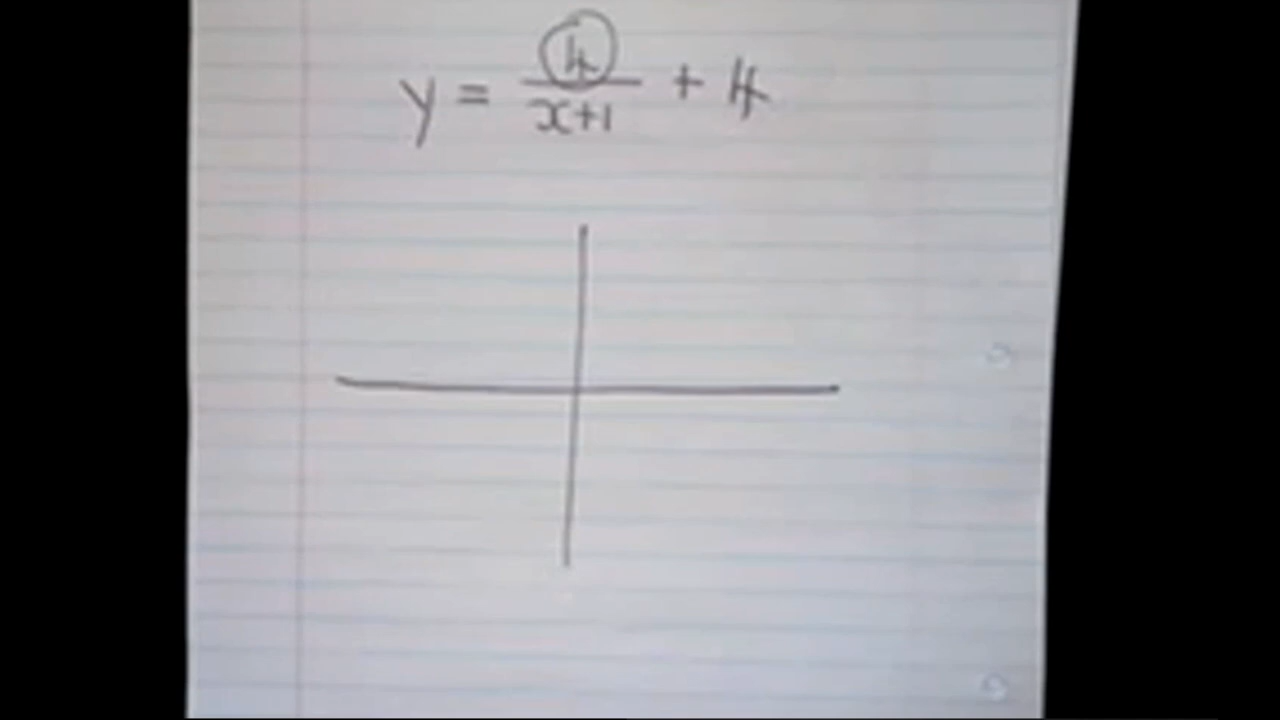 y = 4/(x+1) + 4